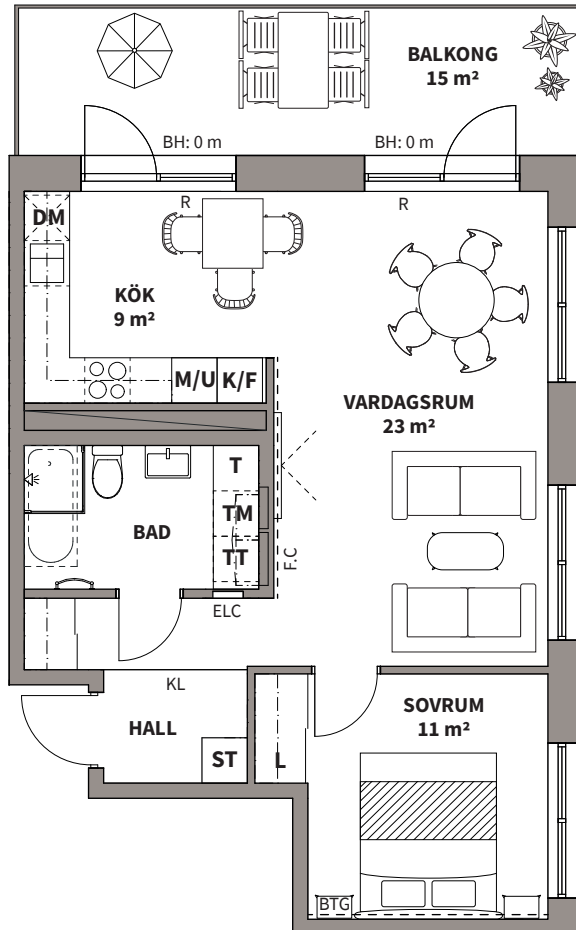 BALKONG
15 m²
BH: 0 m
BH: 0 m
R
R
DM
KÖK
9 m²
M/U
K/F
VARDAGSRUM
23 m²
T
TM
TT
BAD
F.C
ELC
KL
HALL
ST
L
SOVRUM
11 m²
BTG